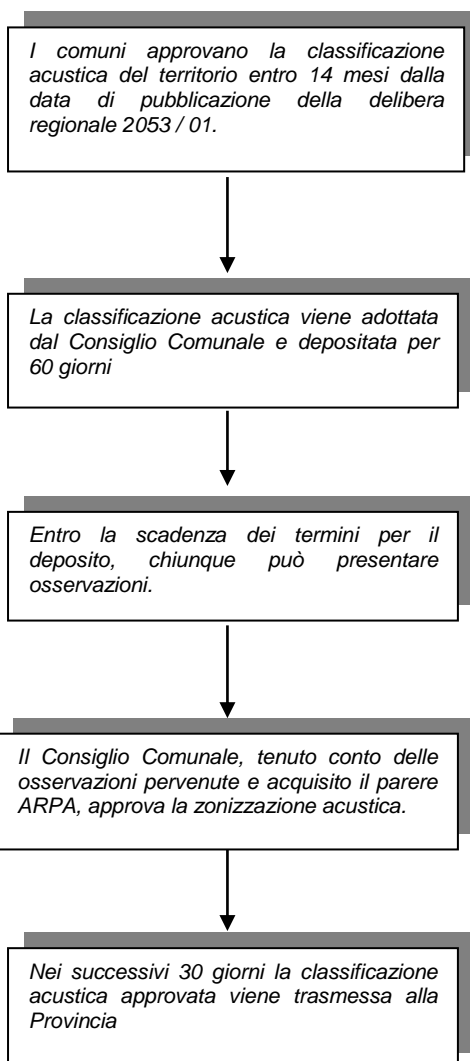 I comuni approvano la classificazione
acustica del territorio entro 14 mesi dalla
data di pubblicazione della delibera
regionale 2053 / 01.
La classificazione acustica viene adottata
dal Consiglio Comunale e depositata per
60 giorni
Entro la scadenza dei termini per il
deposito, chiunque può presentare
osservazioni.
Il Consiglio Comunale, tenuto conto delle
osservazioni pervenute e acquisito il parere
ARPA, approva la zonizzazione acustica.
Nei successivi 30 giorni la classificazione
acustica approvata viene trasmessa alla
Provincia